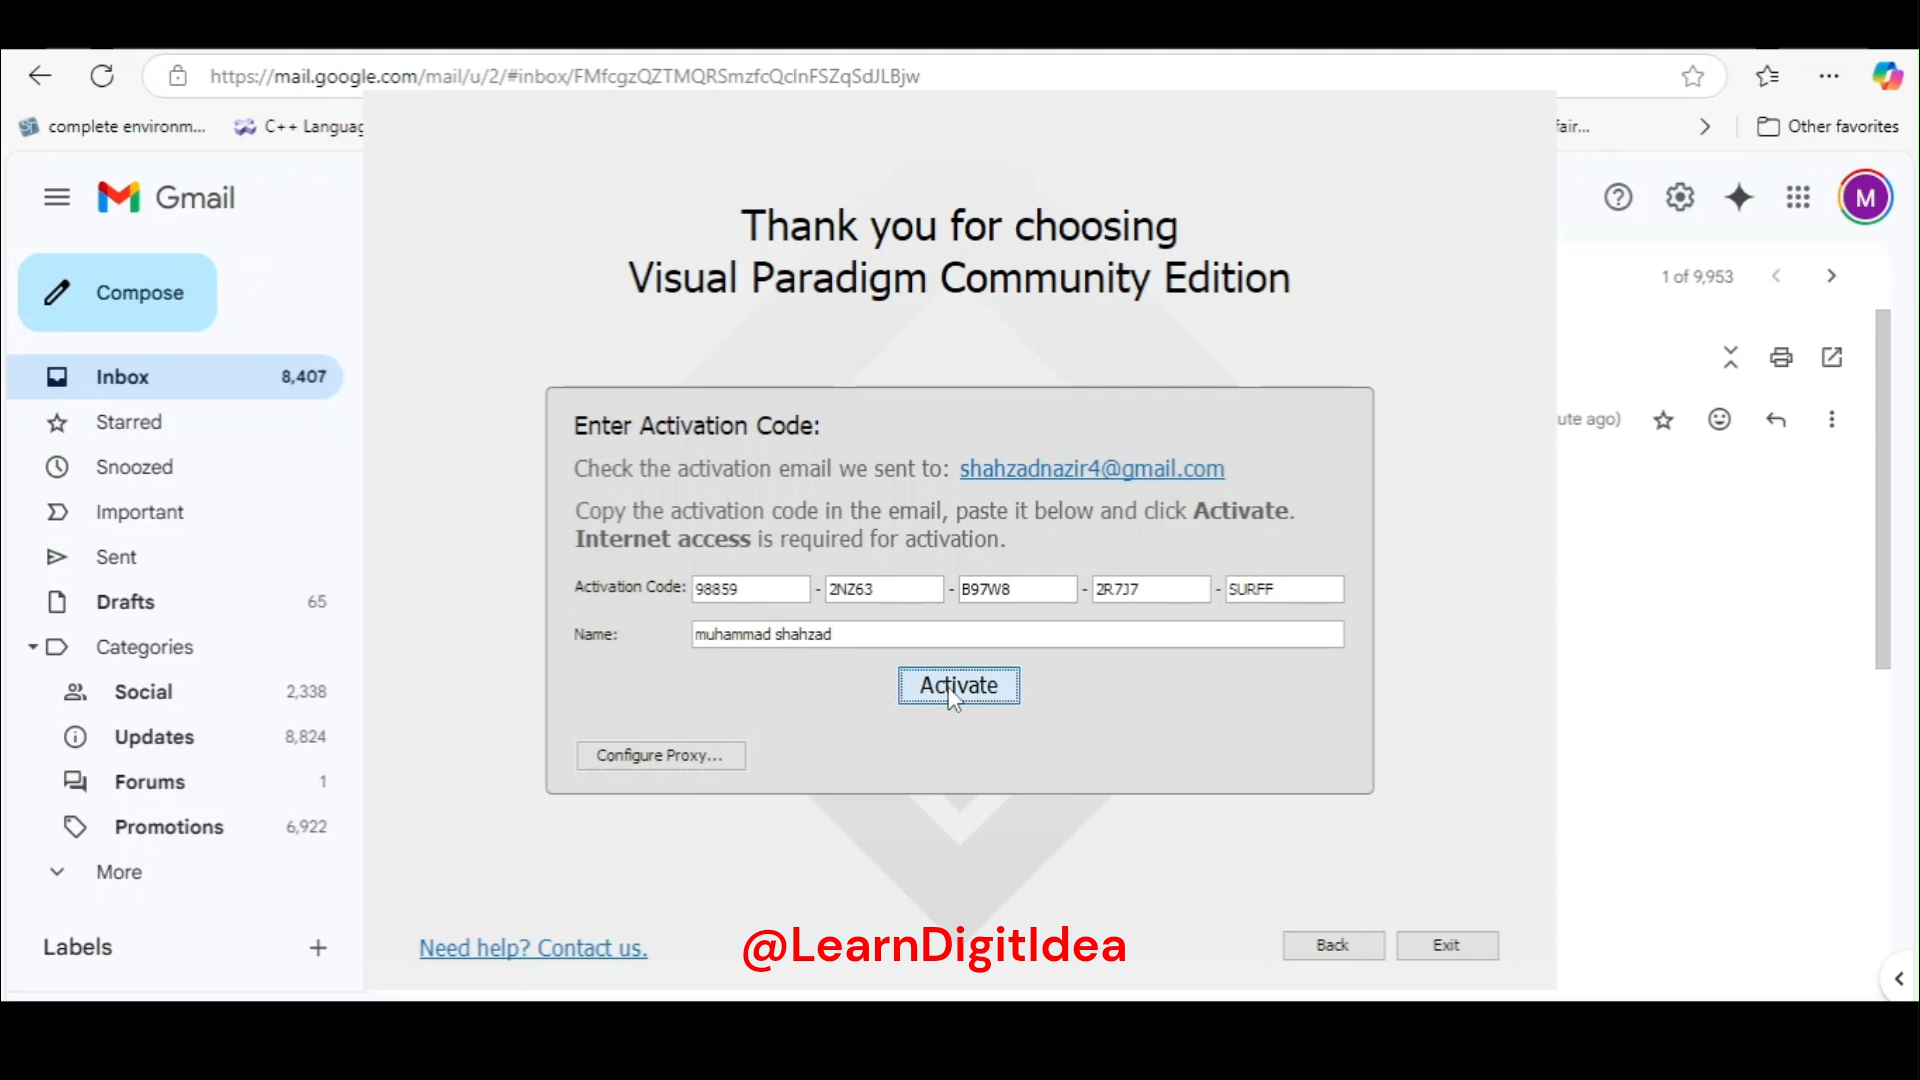 https://mail.google.com/mail/u/2/#inbox/FMfcgzQZTMQRSmzfcQclnFSZqSdJLBjw
complete environm...
C++ Languag
fair...
Other favorites
Gmail
M
Thank you for choosing
Visual Paradigm Community Edition
1 of 9,953
Compose
Inbox 8,407
Starred
Snoozed
Important
Sent
Drafts 65
Categories
Social 2,338
Updates 8,824
Forums 1
Promotions 6,922
More
Labels
ute ago)
Enter Activation Code:
Check the activation email we sent to: shahzadnazir4@gmail.com
Copy the activation code in the email, paste it below and click Activate.
Internet access is required for activation.
Activation Code: 98859 - 2NZ63 - B97W8 - 2R7J7 - SURFF
Name: muhammad shahzad
Activate
Configure Proxy...
Need help? Contact us.
@LearnDigitIdea
Back
Exit